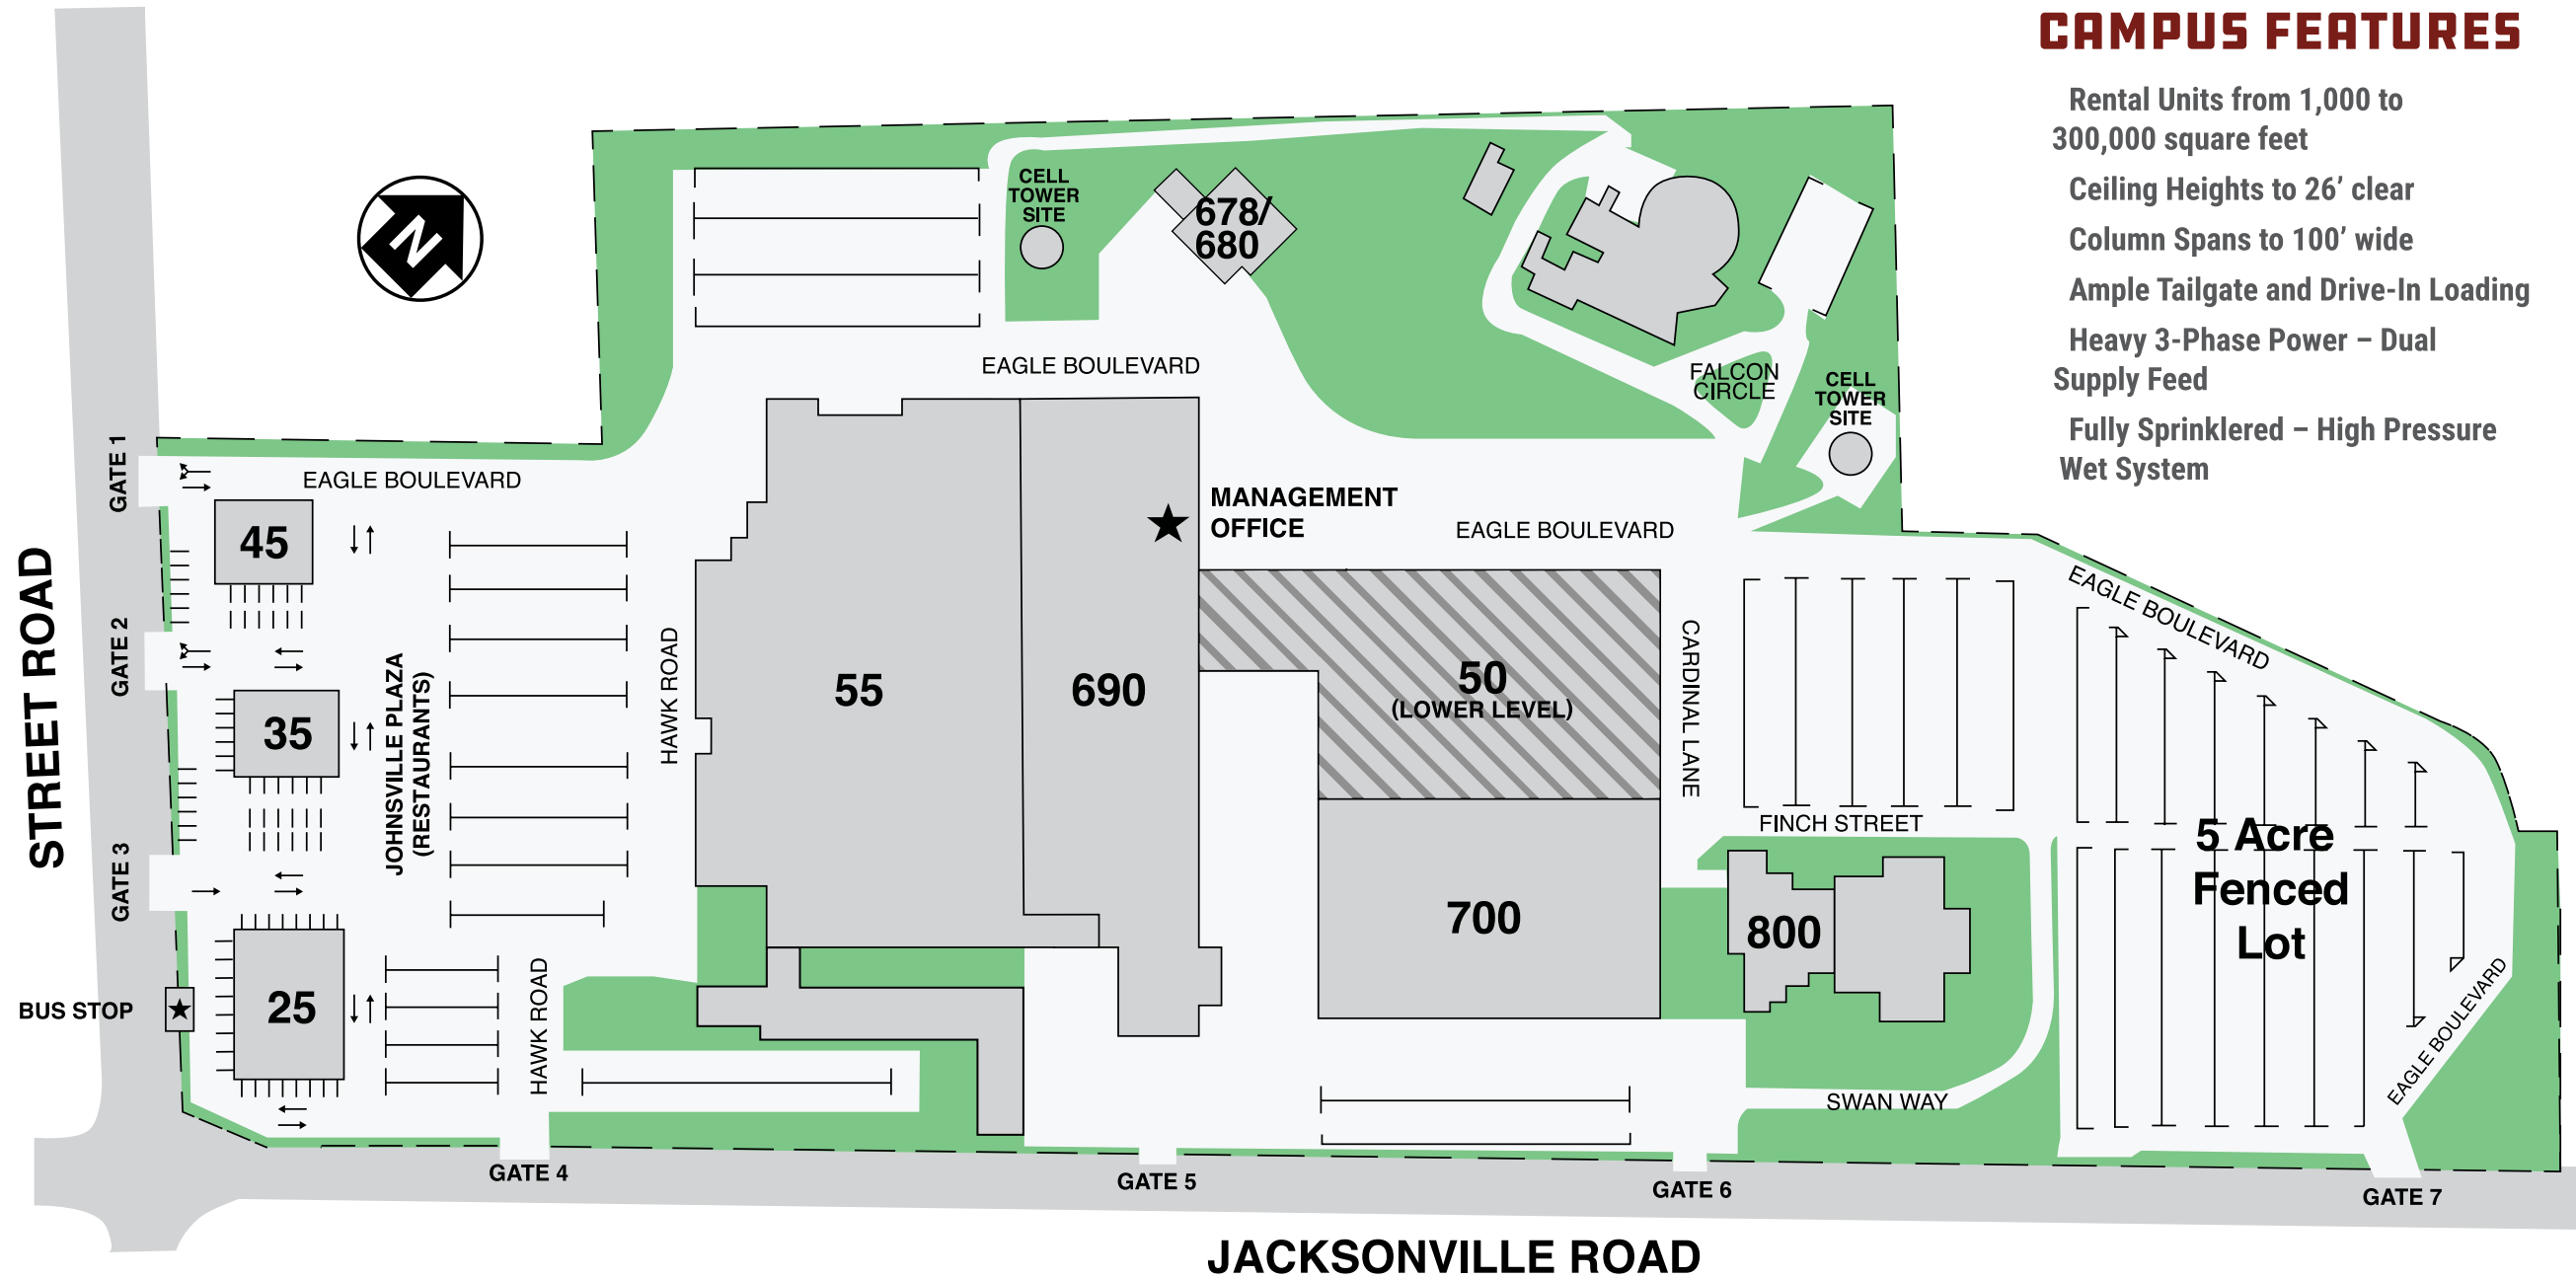 CAMPUS FEATURES
Rental Units from 1,000 to
300,000 square feet
Ceiling Heights to 26’ clear
Column Spans to 100’ wide
Ample Tailgate and Drive-In Loading
Heavy 3-Phase Power – Dual
Supply Feed
Fully Sprinklered – High Pressure
Wet System
N
CELL
TOWER
SITE
678/
680
EAGLE BOULEVARD
FALCON
CIRCLE
CELL
TOWER
SITE
GATE 1
EAGLE BOULEVARD
45
MANAGEMENT
OFFICE
EAGLE BOULEVARD
EAGLE BOULEVARD
STREET ROAD
GATE 2
35
JOHNSVILLE PLAZA
(RESTAURANTS)
HAWK ROAD
55
690
50
(LOWER LEVEL)
CARDINAL LANE
FINCH STREET
5 Acre
Fenced
Lot
GATE 3
700
800
BUS STOP
25
HAWK ROAD
EAGLE BOULEVARD
SWAN WAY
GATE 4
GATE 5
GATE 6
GATE 7
JACKSONVILLE ROAD